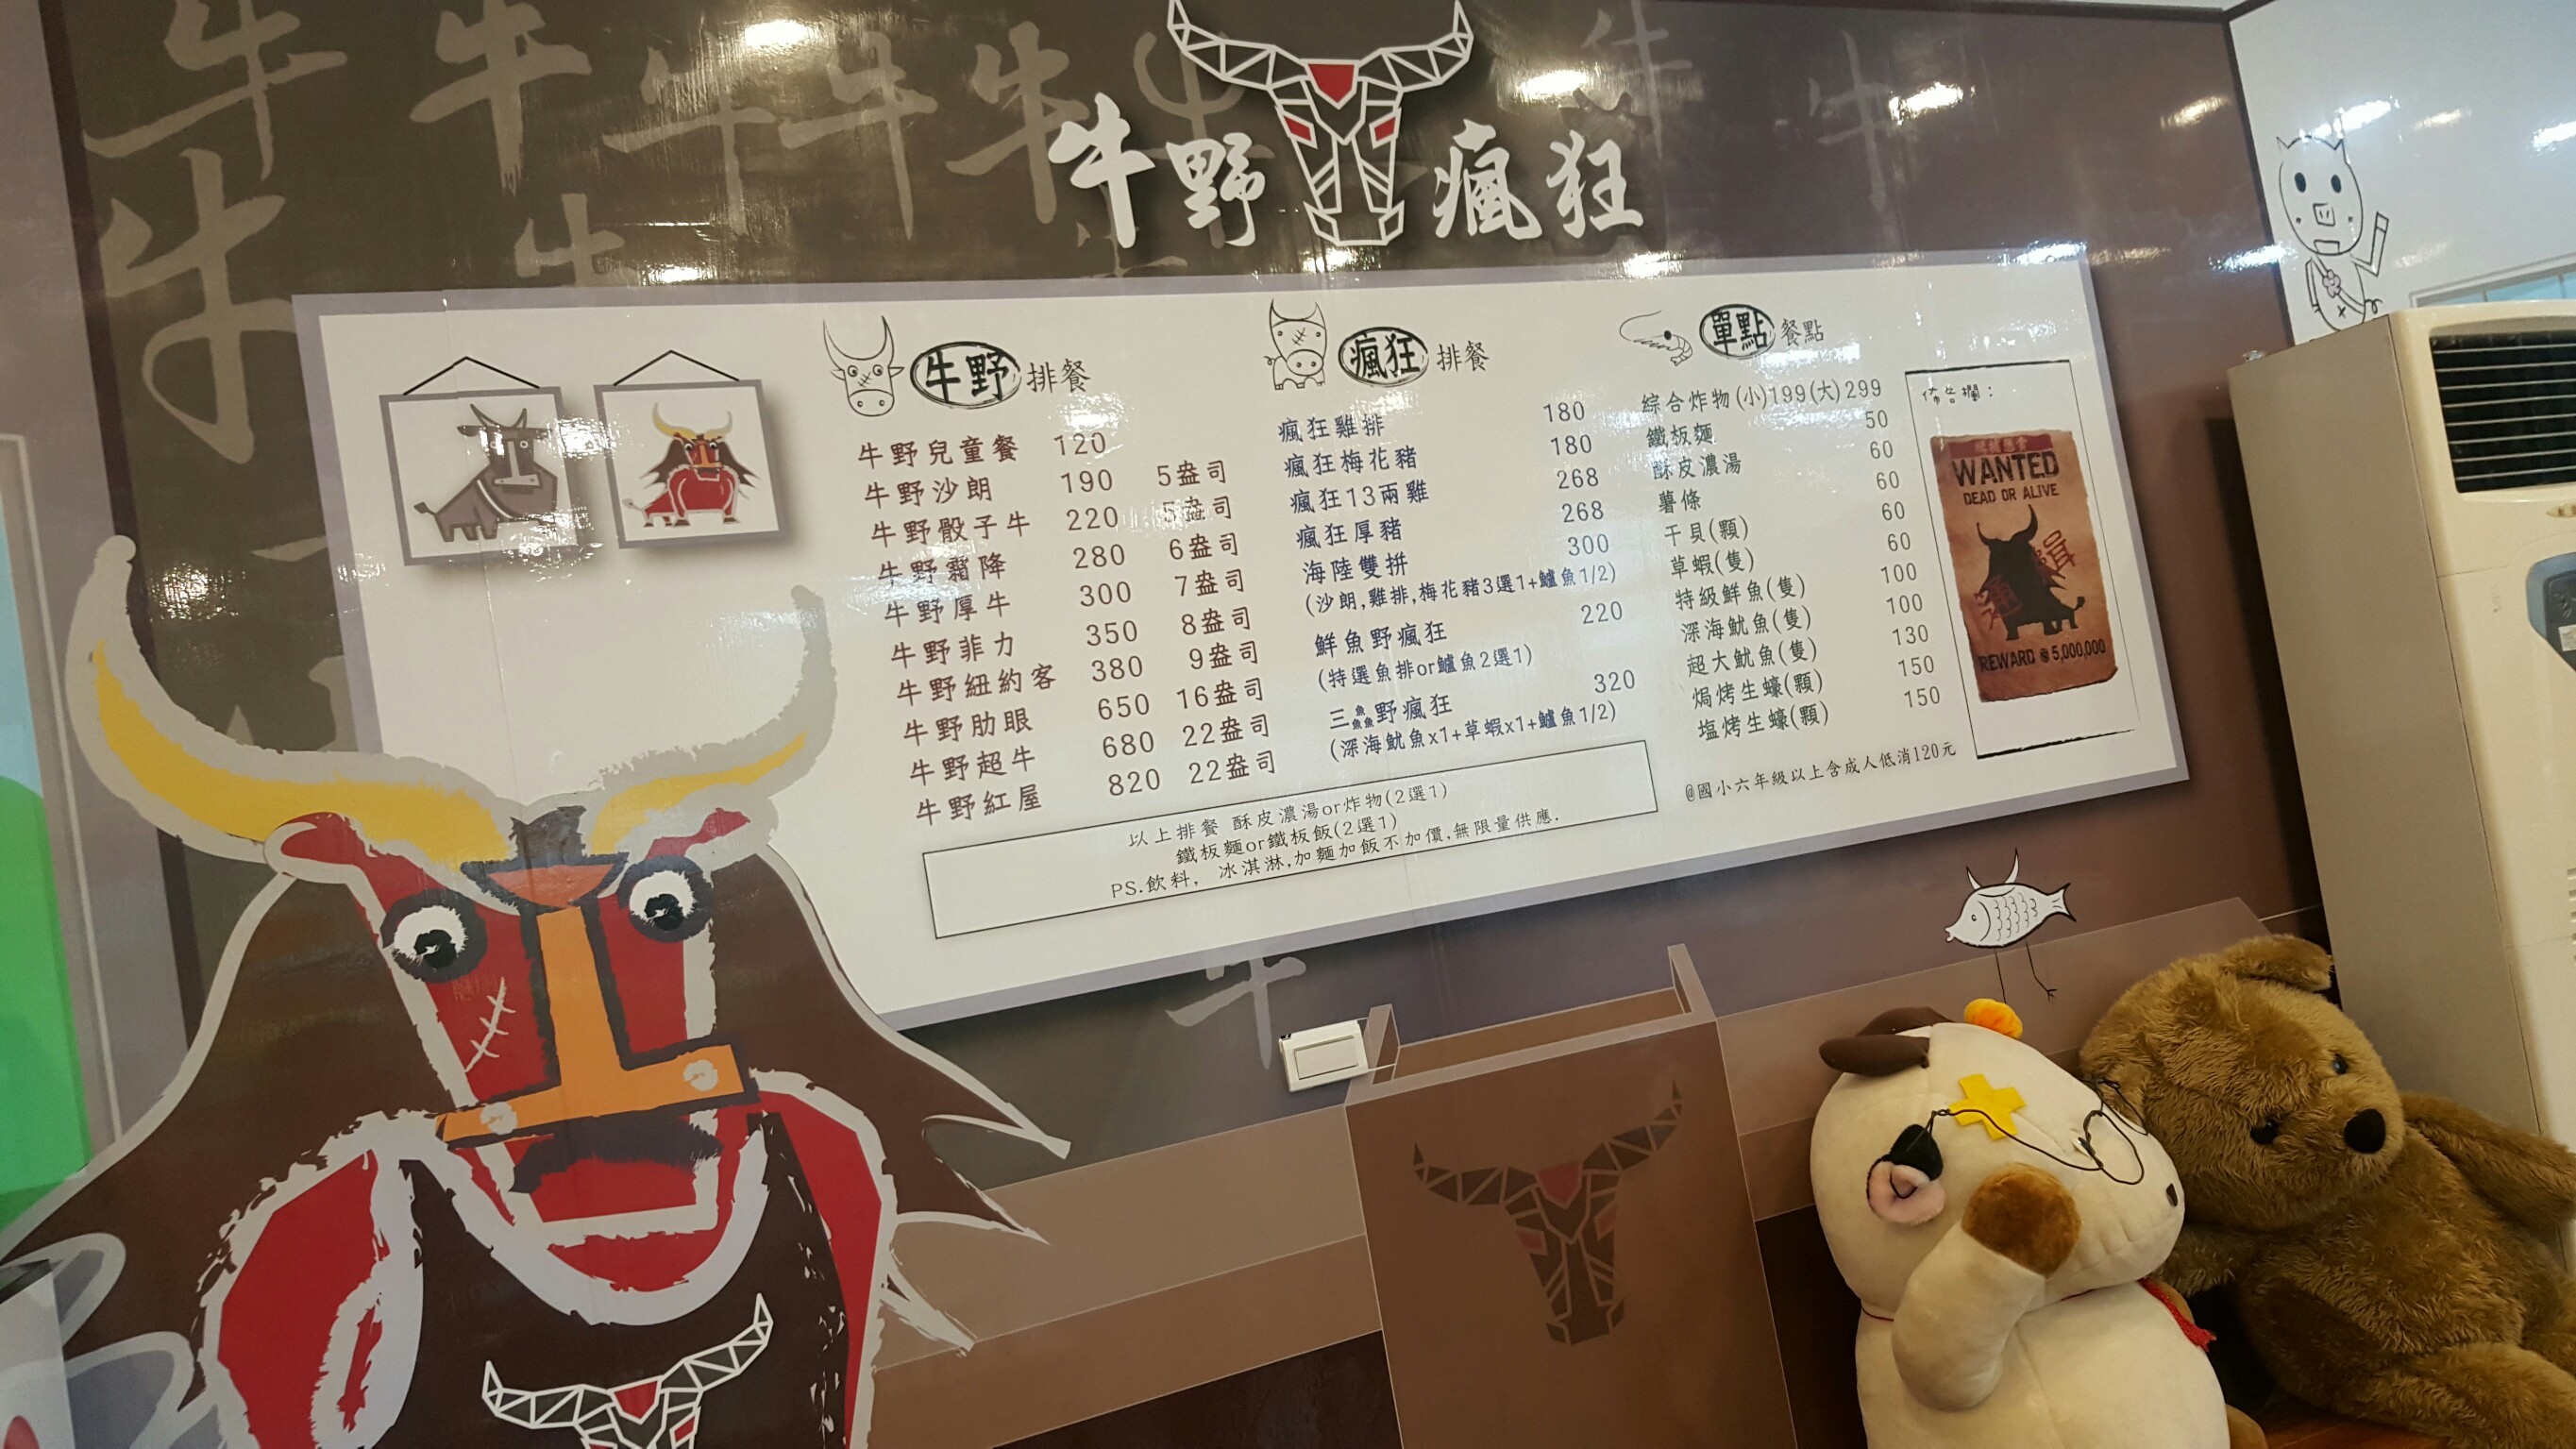 牛野瘋狂
牛野排餐
牛野兒童餐 120
牛野沙朗 190 5盎司
牛野骰子牛 220 5盎司
牛野霜降 280 6盎司
牛野厚牛 300 7盎司
牛野菲力 350 8盎司
牛野紐約客 380 9盎司
牛野肋眼 650 16盎司
牛野超牛 680 22盎司
牛野紅屋 820 22盎司
瘋狂排餐
瘋狂雞排 180
瘋狂梅花豬 180
瘋狂13兩雞 268
瘋狂厚豬 268
海陸雙拚 300
(沙朗,雞排,梅花豬3選1+鱸魚1/2)
鮮魚野瘋狂 220
(特選魚排or鱸魚2選1)
三鱻野瘋狂 320
(深海魷魚x1+草蝦x1+鱸魚1/2)
以上排餐 酥皮濃湯or炸物(2選1)
鐵板麵or鐵板飯(2選1)
PS.飲料, 冰淇淋,加麵加飯不加價,無限量供應.
單點餐點
綜合炸物(小)199(大)299
鐵板麵 50
酥皮濃湯 60
薯條 60
干貝(顆) 60
草蝦(隻) 60
特級鮮魚(隻) 100
深海魷魚(隻) 100
超大魷魚(隻) 130
焗烤生蠔(顆) 150
塩烤生蠔(顆) 150
@國小六年級以上含成人低消120元
佈告欄:
WANTED
DEAD OR ALIVE
通緝
REWARD @ 5,000,000
牛 牛 牛 牛 牛 牛 牛
牛 牛
牛